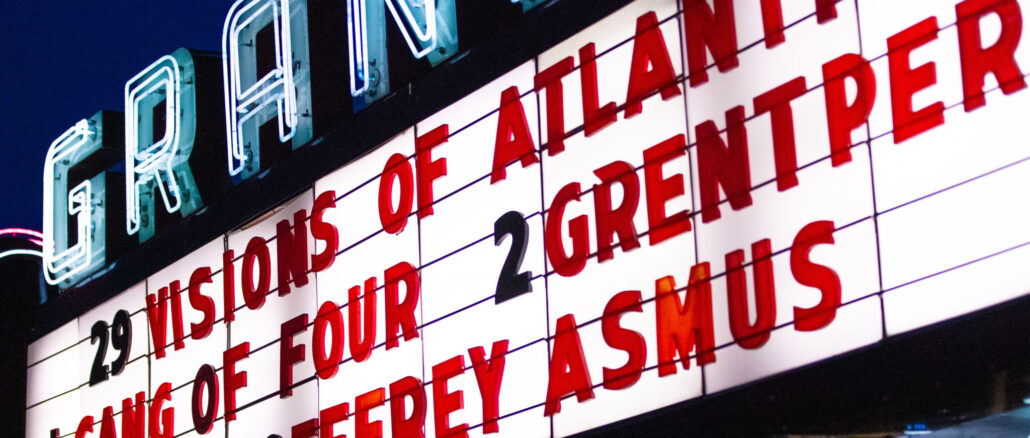 GRAN
29 VISIONS OF ATLANT
GANG OF FOUR 2 GRENTPER
EFFREY ASMUS